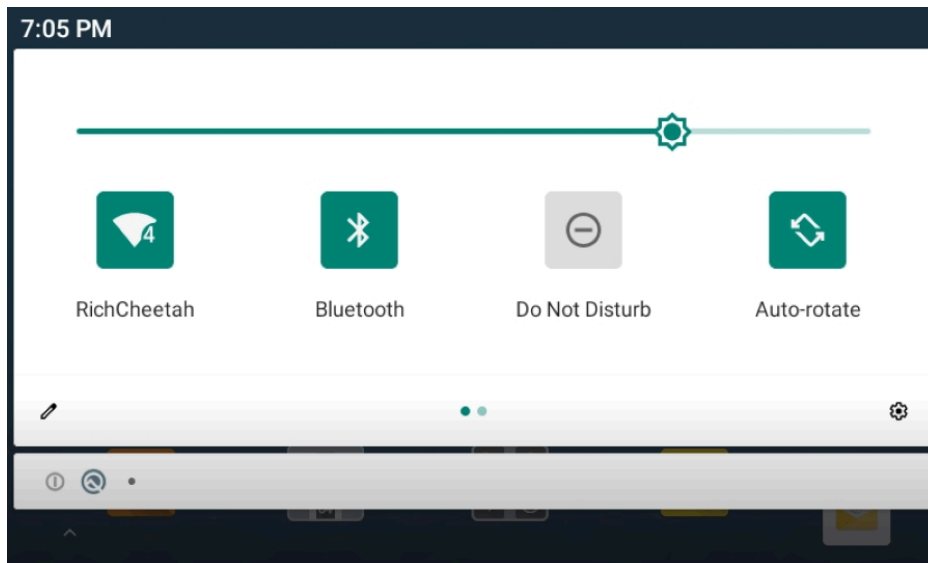 7:05 PM
4
RichCheetah
Bluetooth
Do Not Disturb
Auto-rotate